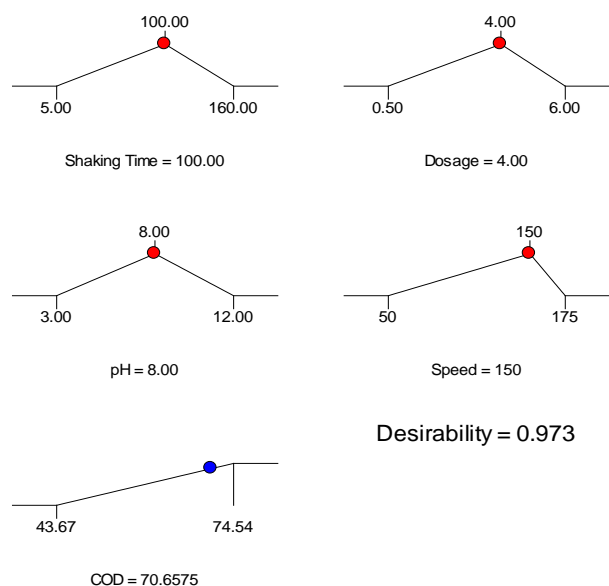 100.00
5.00
160.00
Shaking Time = 100.00
4.00
0.50
6.00
Dosage = 4.00
8.00
3.00
12.00
pH = 8.00
150
50
175
Speed = 150
43.67
74.54
COD = 70.6575
Desirability = 0.973